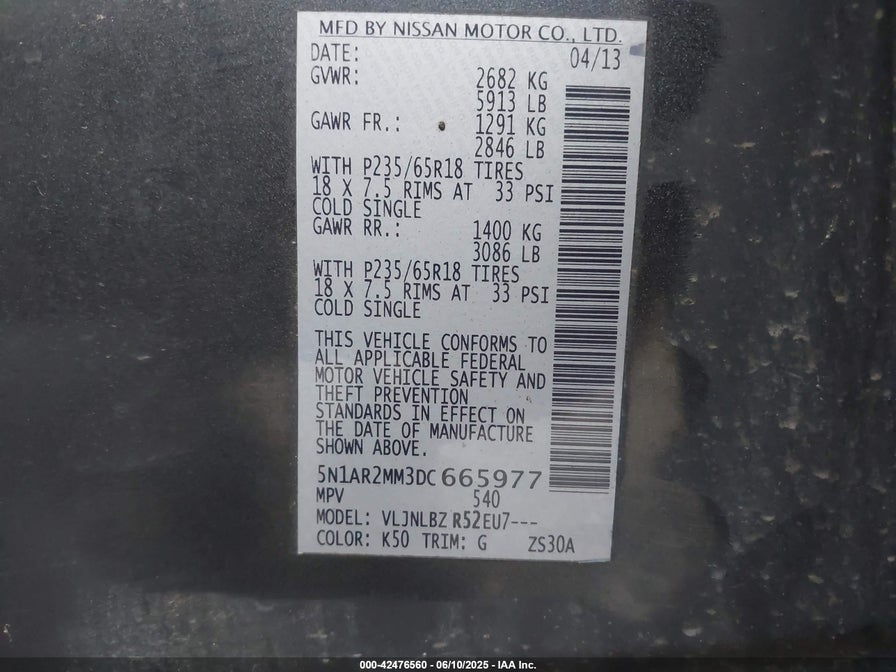 MFD BY NISSAN MOTOR CO., LTD.
DATE: 04/13
GVWR: 2682 KG
5913 LB
GAWR FR.: 1291 KG
2846 LB
WITH P235/65R18 TIRES
18 X 7.5 RIMS AT 33 PSI
COLD SINGLE
GAWR RR.: 1400 KG
3086 LB
WITH P235/65R18 TIRES
18 X 7.5 RIMS AT 33 PSI
COLD SINGLE
THIS VEHICLE CONFORMS TO
ALL APPLICABLE FEDERAL
MOTOR VEHICLE SAFETY AND
THEFT PREVENTION
STANDARDS IN EFFECT ON
THE DATE OF MANUFACTURE
SHOWN ABOVE.
5N1AR2MM3DC665977
MPV 540
MODEL: VLJNLBZ R52EU7---
COLOR: K50 TRIM: G ZS30A
000-42476560 - 06/10/2025 - IAA Inc.